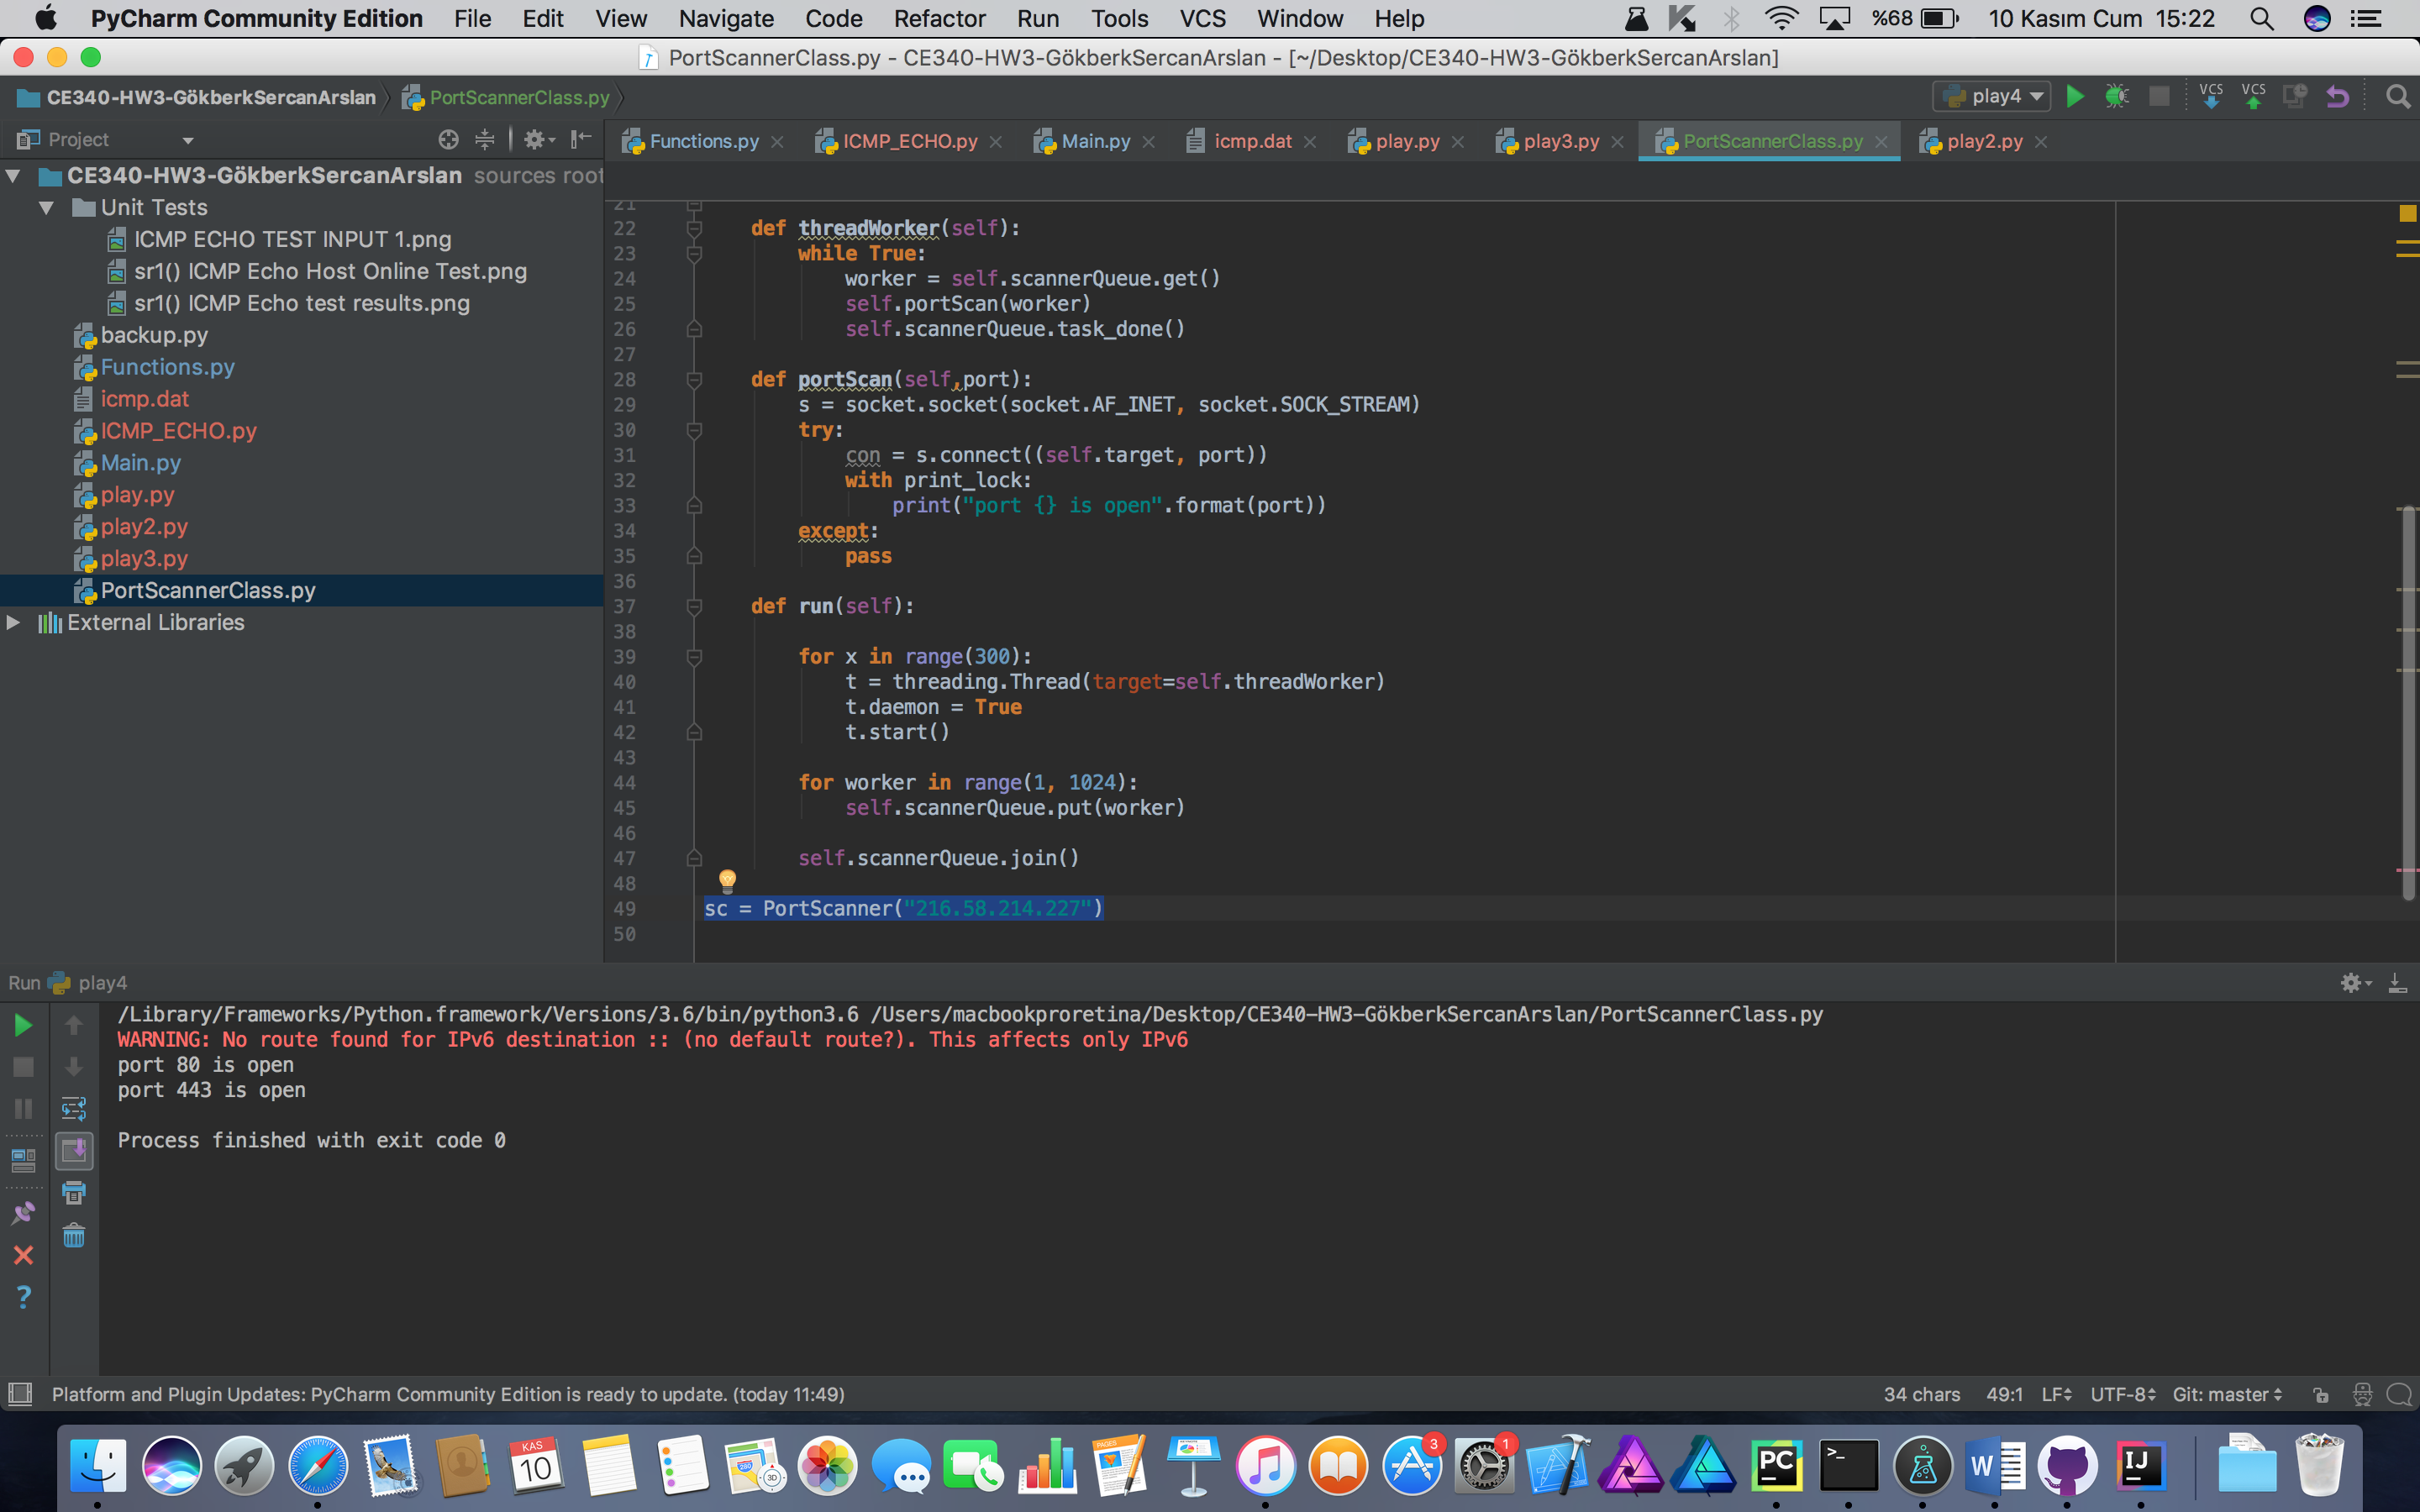 PyCharm Community Edition File Edit View Navigate Code Refactor Run Tools VCS Window Help %68 10 Kasım Cum 15:22
PortScannerClass.py - CE340-HW3-GökberkSercanArslan - [~/Desktop/CE340-HW3-GökberkSercanArslan]
CE340-HW3-GökberkSercanArslan PortScannerClass.py play4 VCS VCS
Project
Functions.py ICMP_ECHO.py Main.py icmp.dat play.py play3.py PortScannerClass.py play2.py
CE340-HW3-GökberkSercanArslan sources root
Unit Tests
ICMP ECHO TEST INPUT 1.png
sr1() ICMP Echo Host Online Test.png
sr1() ICMP Echo test results.png
backup.py
Functions.py
icmp.dat
ICMP_ECHO.py
Main.py
play.py
play2.py
play3.py
PortScannerClass.py
External Libraries
21
22 def threadWorker(self):
23 while True:
24 worker = self.scannerQueue.get()
25 self.portScan(worker)
26 self.scannerQueue.task_done()
27
28 def portScan(self,port):
29 s = socket.socket(socket.AF_INET, socket.SOCK_STREAM)
30 try:
31 con = s.connect((self.target, port))
32 with print_lock:
33 print("port {} is open".format(port))
34 except:
35 pass
36
37 def run(self):
38
39 for x in range(300):
40 t = threading.Thread(target=self.threadWorker)
41 t.daemon = True
42 t.start()
43
44 for worker in range(1, 1024):
45 self.scannerQueue.put(worker)
46
47 self.scannerQueue.join()
48
49 sc = PortScanner("216.58.214.227")
50
Run play4
/Library/Frameworks/Python.framework/Versions/3.6/bin/python3.6 /Users/macbookproretina/Desktop/CE340-HW3-GökberkSercanArslan/PortScannerClass.py
WARNING: No route found for IPv6 destination :: (no default route?). This affects only IPv6
port 80 is open
port 443 is open
Process finished with exit code 0
Platform and Plugin Updates: PyCharm Community Edition is ready to update. (today 11:49) 34 chars 49:1 LF UTF-8 Git: master
KAS
10
280
3D
PAGES
3
1
PC
>_
W
IJ